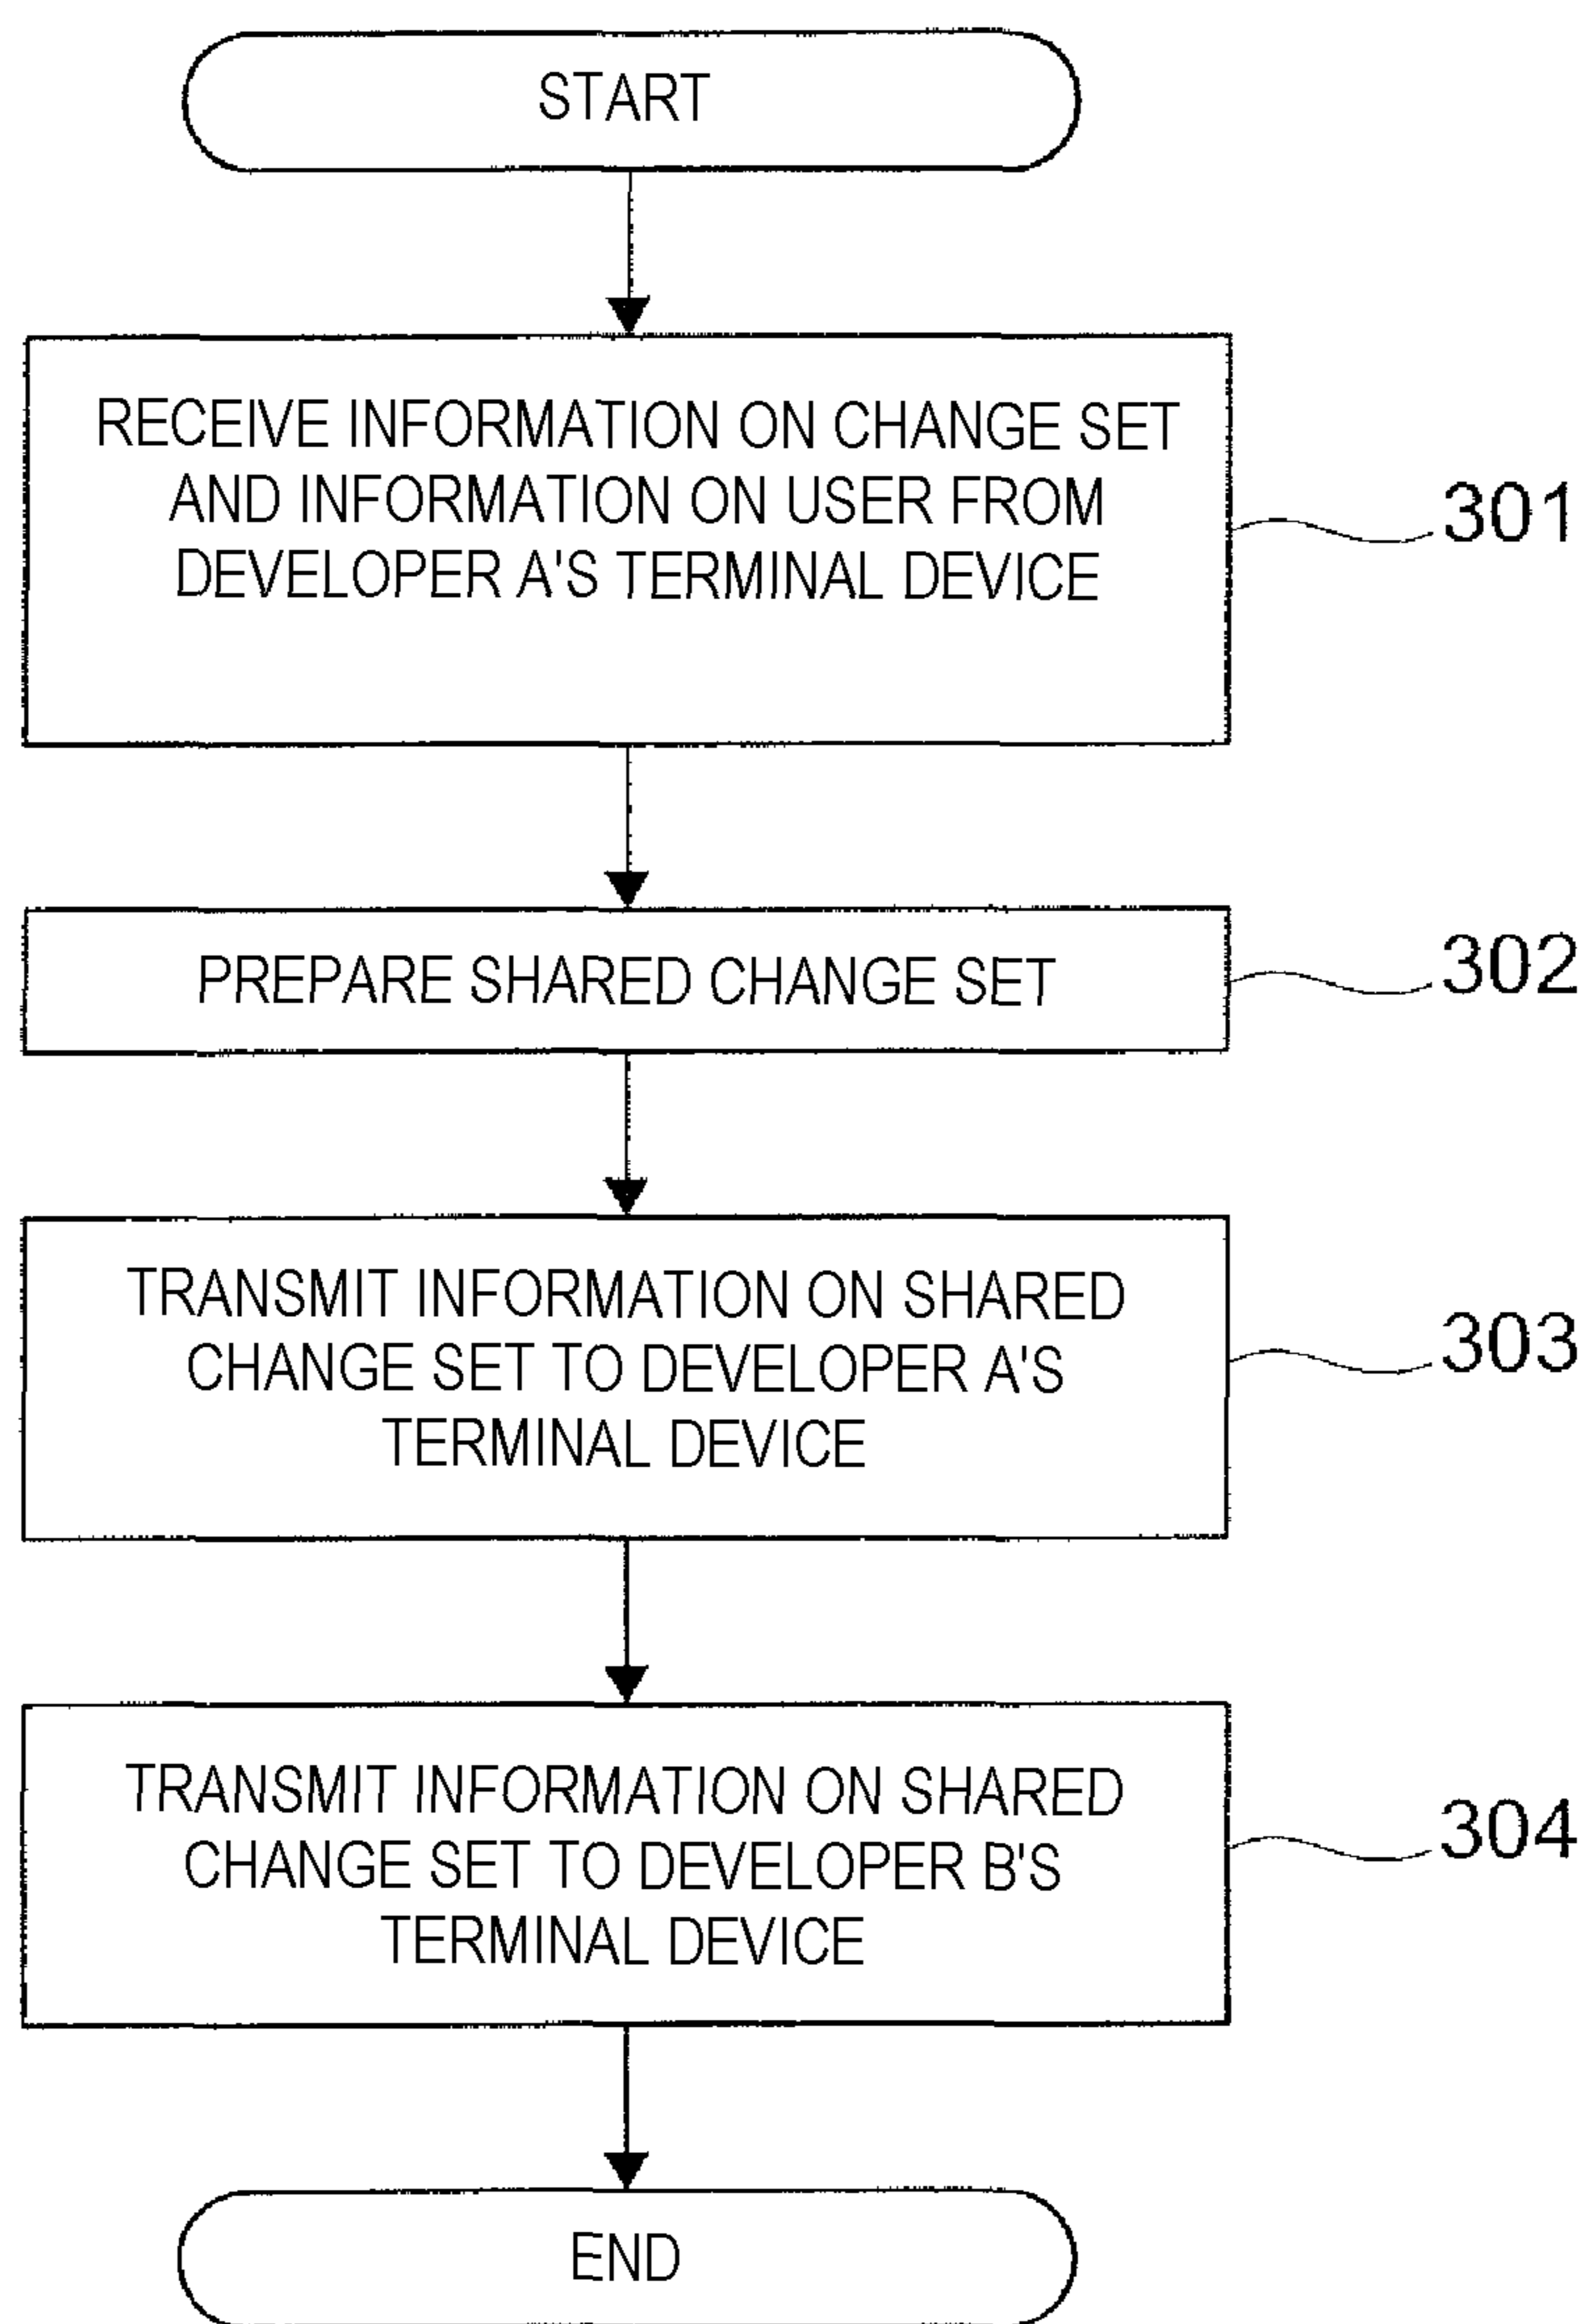 START
RECEIVE INFORMATION ON CHANGE SET
AND INFORMATION ON USER FROM
DEVELOPER A'S TERMINAL DEVICE
301
PREPARE SHARED CHANGE SET
302
TRANSMIT INFORMATION ON SHARED
CHANGE SET TO DEVELOPER A'S
TERMINAL DEVICE
303
TRANSMIT INFORMATION ON SHARED
CHANGE SET TO DEVELOPER B'S
TERMINAL DEVICE
304
END